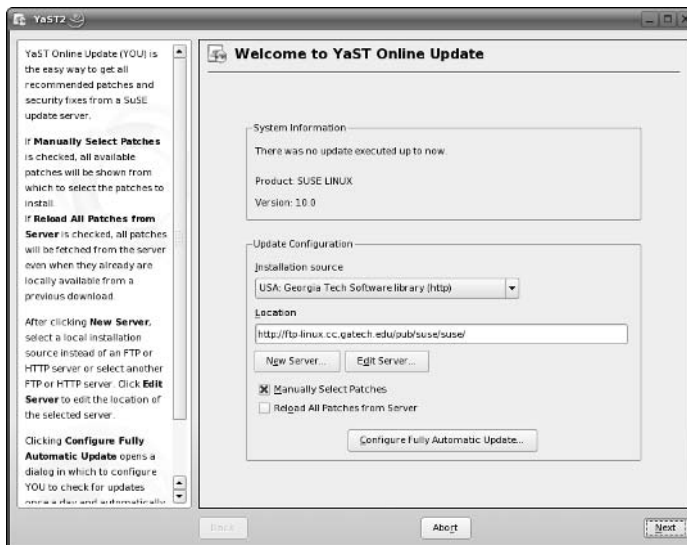 YaST2
YaST Online Update (YOU) is
the easy way to get all
recommended patches and
security fixes from a SuSE
update server.
If Manually Select Patches
is checked, all available
patches will be shown from
which to select the patches to
install.
If Reload All Patches from
Server is checked, all patches
will be fetched from the server
even when they already are
locally available from a
previous download.
After clicking New Server,
select a local installation
source instead of an FTP or
HTTP server or select another
FTP or HTTP server. Click Edit
Server to edit the location of
the selected server.
Clicking Configure Fully
Automatic Update opens a
dialog in which to configure
YOU to check for updates
once a day and automatically
Welcome to YaST Online Update
System Information
There was no update executed up to now.
Product: SUSE LINUX
Version: 10.0
Update Configuration
Installation source
USA: Georgia Tech Software library (http)
Location
http://ftp-linux.cc.gatech.edu/pub/suse/suse/
New Server...
Edit Server...
Manually Select Patches
Reload All Patches from Server
Configure Fully Automatic Update...
Back
Abort
Next